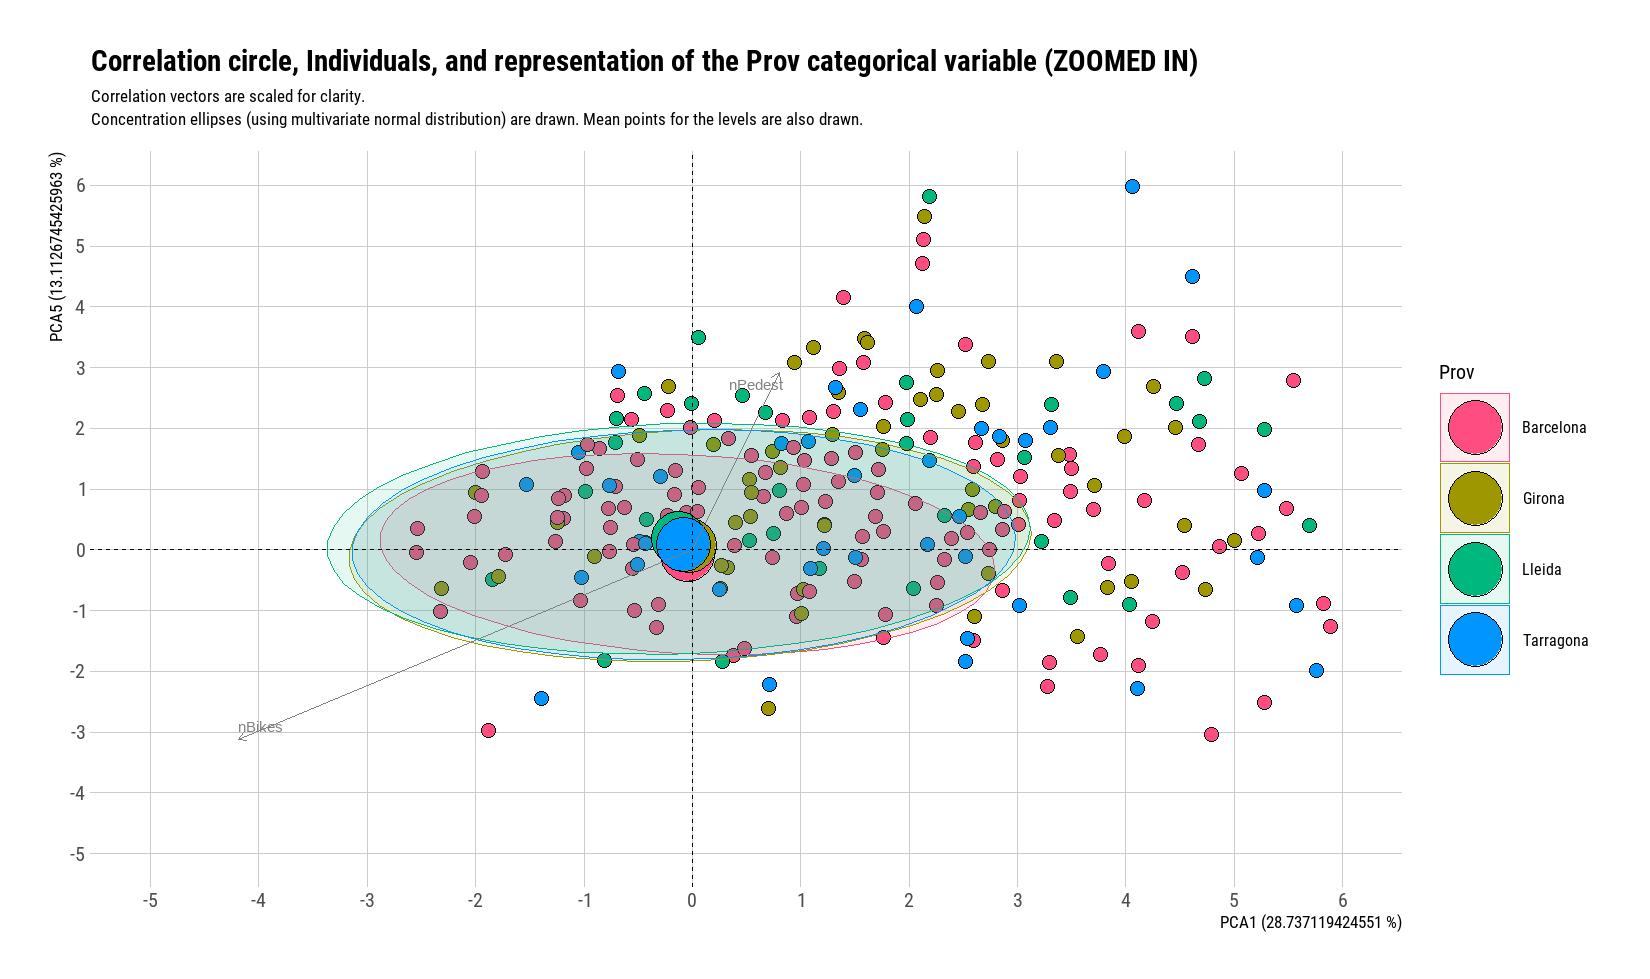 Correlation circle, Individuals, and representation of the Prov categorical variable (ZOOMED IN)
Correlation vectors are scaled for clarity.
Concentration ellipses (using multivariate normal distribution) are drawn. Mean points for the levels are also drawn.
PCA5 (13.1126745425963 %)
6
5
4
3
2
1
0
-1
-2
-3
-4
-5
nPedest
nBikes
-5 -4 -3 -2 -1 0 1 2 3 4 5 6
PCA1 (28.737119424551 %)
Prov
Barcelona
Girona
Lleida
Tarragona